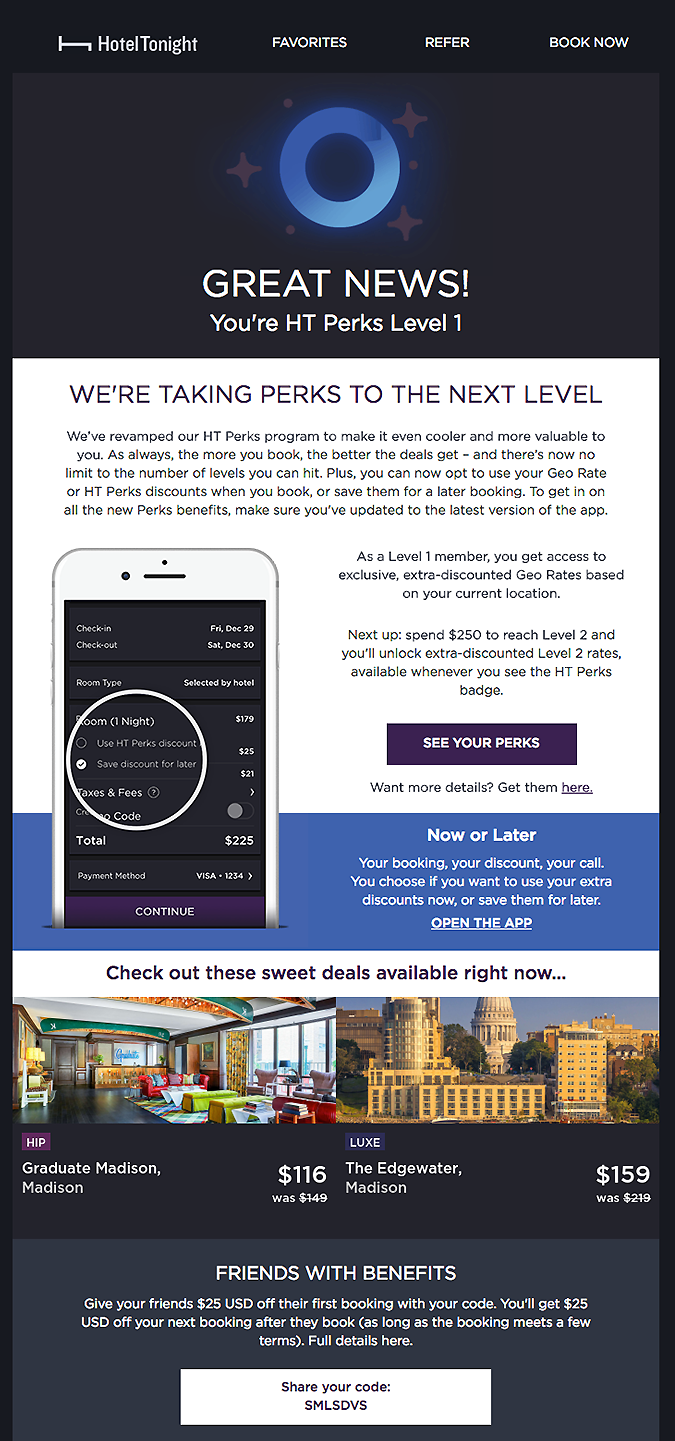 HotelTonight
FAVORITES
REFER
BOOK NOW
GREAT NEWS!
You're HT Perks Level 1
WE'RE TAKING PERKS TO THE NEXT LEVEL
We've revamped our HT Perks program to make it even cooler and more valuable to
you. As always, the more you book, the better the deals get – and there's now no
limit to the number of levels you can hit. Plus, you can now opt to use your Geo Rate
or HT Perks discounts when you book, or save them for a later booking. To get in on
all the new Perks benefits, make sure you've updated to the latest version of the app.
Check-in Fri, Dec 29
Check-out Sat, Dec 30
Room Type Selected by hotel
Room (1 Night) $179
Use HT Perks discount $25
Save discount for later $21
Taxes & Fees ?
Code
Total $225
Payment Method VISA • 1234
CONTINUE
As a Level 1 member, you get access to
exclusive, extra-discounted Geo Rates based
on your current location.
Next up: spend $250 to reach Level 2 and
you'll unlock extra-discounted Level 2 rates,
available whenever you see the HT Perks
badge.
SEE YOUR PERKS
Want more details? Get them here.
Now or Later
Your booking, your discount, your call.
You choose if you want to use your extra
discounts now, or save them for later.
OPEN THE APP
Check out these sweet deals available right now...
HIP
Graduate Madison,
Madison
$116
was $149
LUXE
The Edgewater,
Madison
$159
was $219
FRIENDS WITH BENEFITS
Give your friends $25 USD off their first booking with your code. You'll get $25
USD off your next booking after they book (as long as the booking meets a few
terms). Full details here.
Share your code:
SMLSDVS